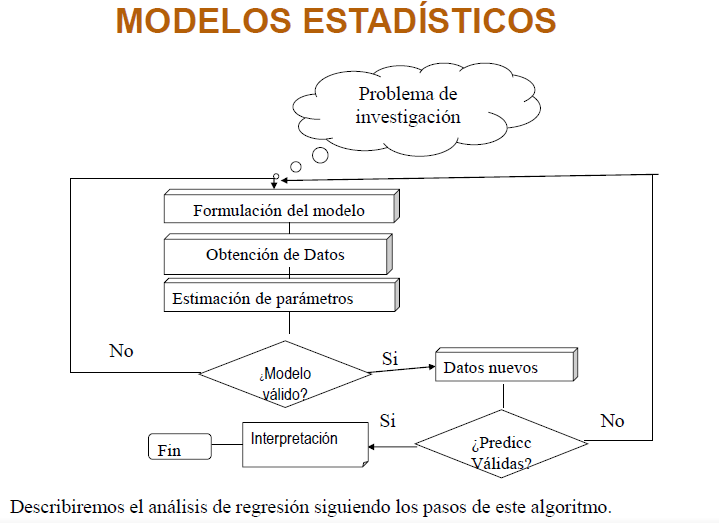 MODELOS ESTADÍSTICOS
Problema de
investigación
Formulación del modelo
Obtención de Datos
Estimación de parámetros
No
¿Modelo
válido?
Si
Datos nuevos
Fin
Interpretación
Si
¿Predicc
Válidas?
No
Describiremos el análisis de regresión siguiendo los pasos de este algoritmo.